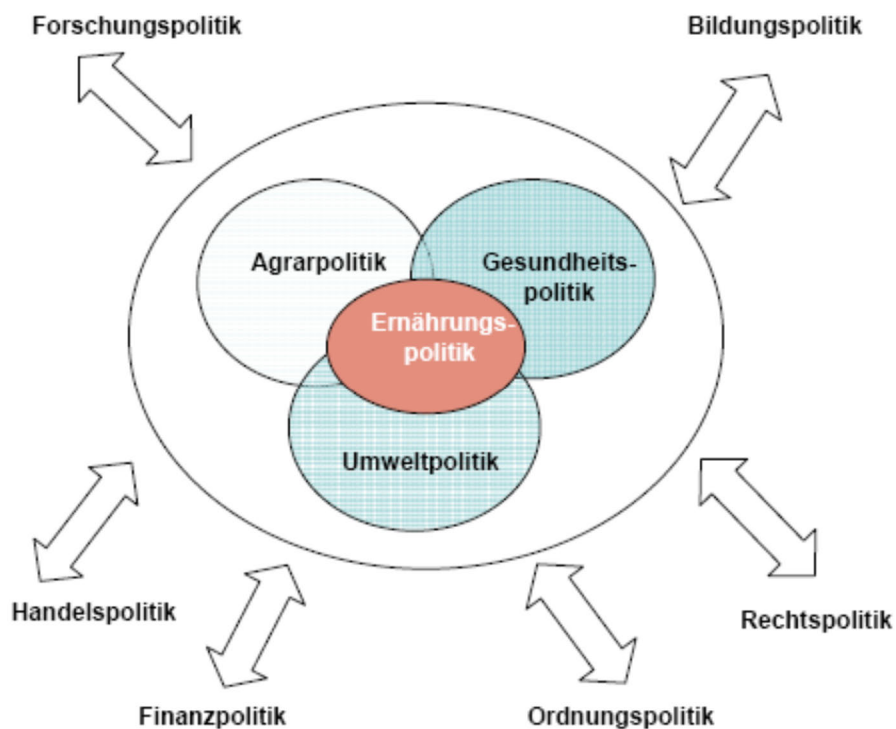 Forschungspolitik
Bildungspolitik
Agrarpolitik
Gesundheits-
politik
Ernährungs-
politik
Umweltpolitik
Handelspolitik
Rechtspolitik
Finanzpolitik
Ordnungspolitik